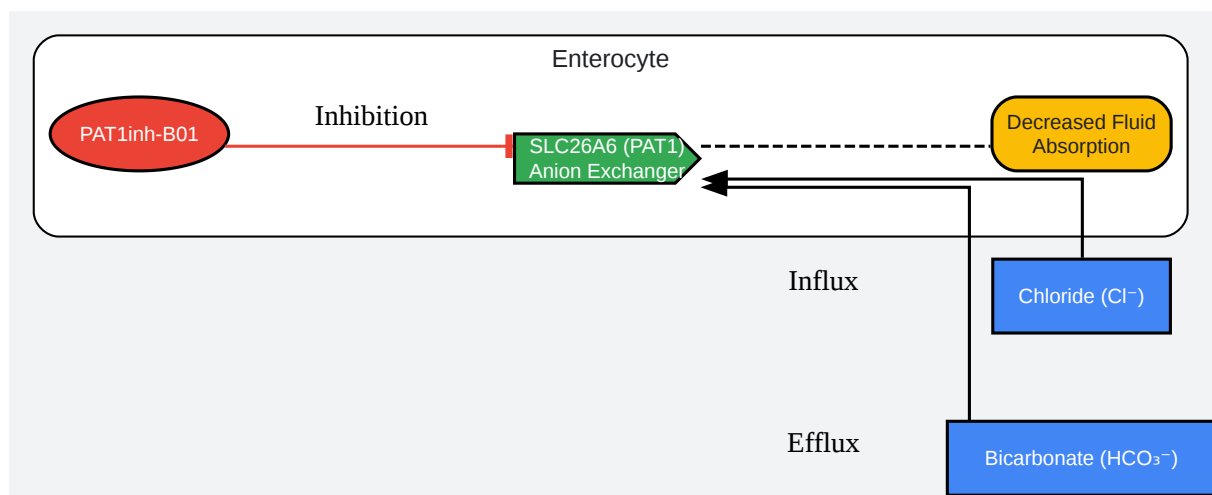 Enterocyte
PAT1inh-B01
Inhibition
SLC26A6 (PAT1)
Anion Exchanger
Decreased Fluid
Absorption
Influx
Chloride (Cl⁻)
Efflux
Bicarbonate (HCO₃⁻)